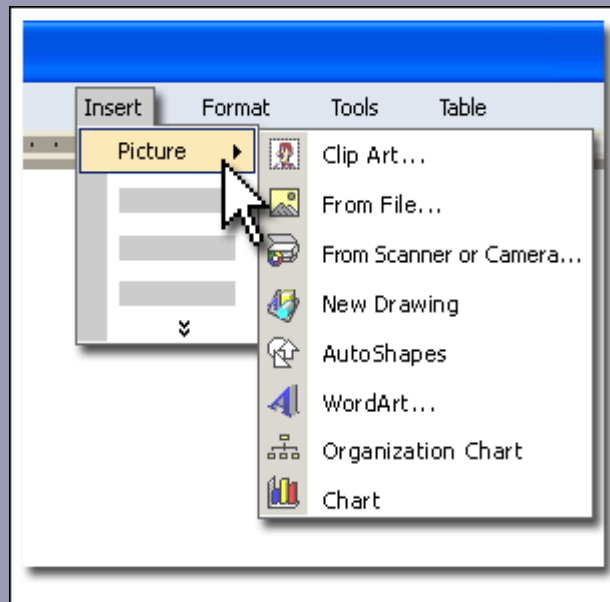 Insert Format Tools Table
Picture
Clip Art...
From File...
From Scanner or Camera...
New Drawing
AutoShapes
WordArt...
Organization Chart
Chart